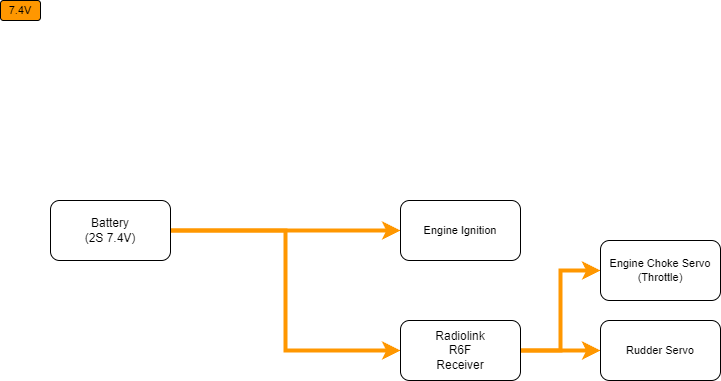 7.4V
Battery
(2S 7.4V)
Engine Ignition
Engine Choke Servo
(Throttle)
Radiolink
R6F
Receiver
Rudder Servo